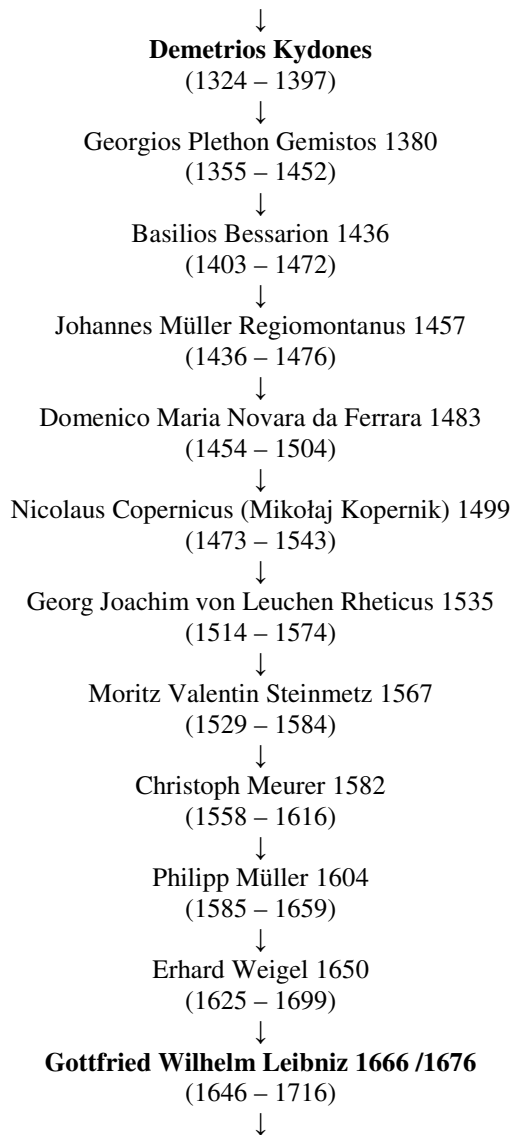 ↓
Demetrios Kydones
(1324 – 1397)
↓
Georgios Plethon Gemistos 1380
(1355 – 1452)
↓
Basilios Bessarion 1436
(1403 – 1472)
↓
Johannes Müller Regiomontanus 1457
(1436 – 1476)
↓
Domenico Maria Novara da Ferrara 1483
(1454 – 1504)
↓
Nicolaus Copernicus (Mikołaj Kopernik) 1499
(1473 – 1543)
↓
Georg Joachim von Leuchen Rheticus 1535
(1514 – 1574)
↓
Moritz Valentin Steinmetz 1567
(1529 – 1584)
↓
Christoph Meurer 1582
(1558 – 1616)
↓
Philipp Müller 1604
(1585 – 1659)
↓
Erhard Weigel 1650
(1625 – 1699)
↓
Gottfried Wilhelm Leibniz 1666 /1676
(1646 – 1716)
↓